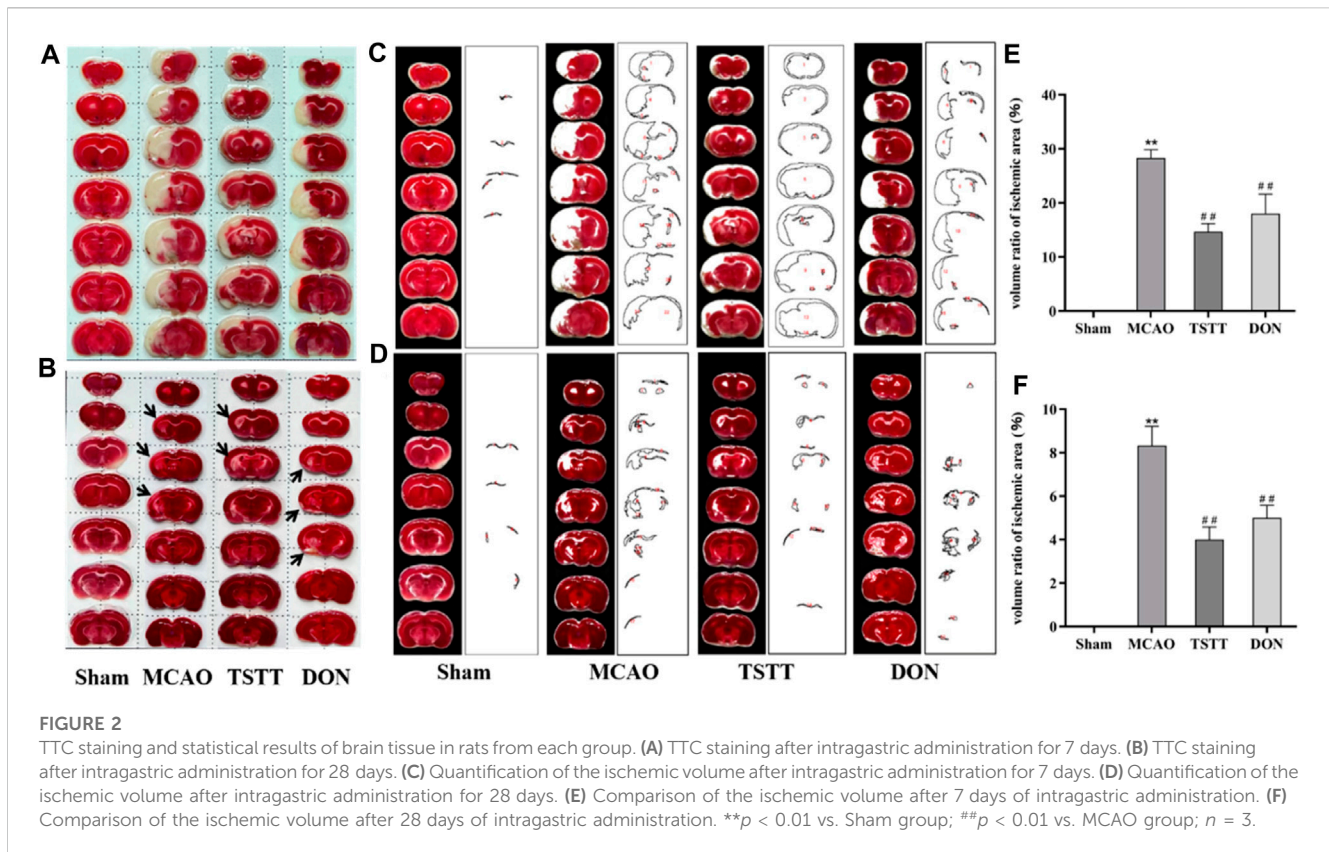 A
B
Sham MCAO TSTT DON
C
D
Sham MCAO TSTT DON
E
volume ratio of ischemic area (%)
40
30
20
10
0
**
##
##
Sham MCAO TSTT DON
F
volume ratio of ischemic area (%)
10
8
6
4
2
0
**
##
##
Sham MCAO TSTT DON
FIGURE 2
TTC staining and statistical results of brain tissue in rats from each group. (A) TTC staining after intragastric administration for 7 days. (B) TTC staining
after intragastric administration for 28 days. (C) Quantification of the ischemic volume after intragastric administration for 7 days. (D) Quantification of the
ischemic volume after intragastric administration for 28 days. (E) Comparison of the ischemic volume after 7 days of intragastric administration. (F)
Comparison of the ischemic volume after 28 days of intragastric administration. **p < 0.01 vs. Sham group; ##p < 0.01 vs. MCAO group; n = 3.